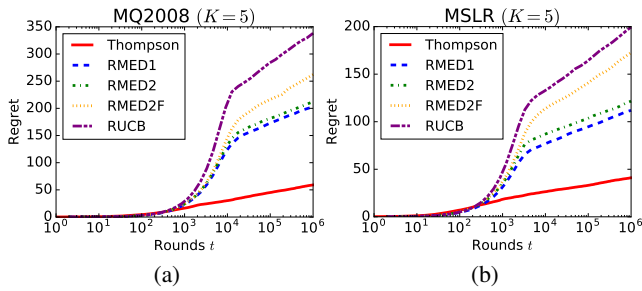 MQ2008 (K = 5)
350
300
250
200
150
100
50
0
Regret
Thompson
RMED1
RMED2
RMED2F
RUCB
10^0 10^1 10^2 10^3 10^4 10^5 10^6
Rounds t
(a)
MSLR (K = 5)
200
150
100
50
0
Regret
Thompson
RMED1
RMED2
RMED2F
RUCB
10^0 10^1 10^2 10^3 10^4 10^5 10^6
Rounds t
(b)